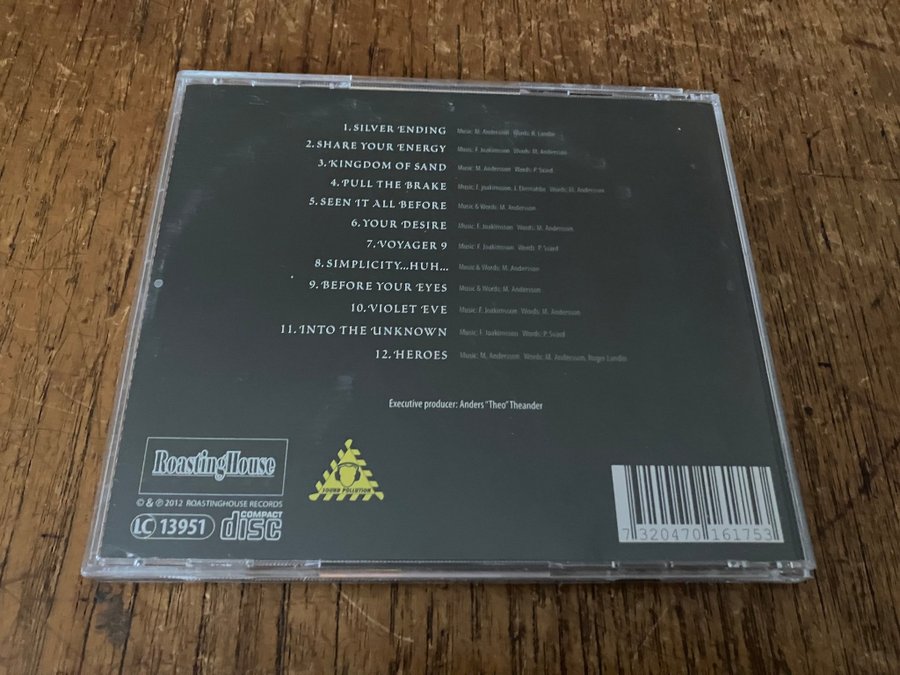 1. SILVER ENDING Music: M. Andersson Words: R. Landin
2. SHARE YOUR ENERGY Music: F. Joakimsson Words: M. Andersson
3. KINGDOM OF SAND Music: M. Andersson Words: P. Svärd
4. PULL THE BRAKE Music: F. Joakimsson, J. Words: M. Andersson
5. SEEN IT ALL BEFORE Music & Words: M. Andersson
6. YOUR DESIRE Music: F. Joakimsson Words: M. Andersson
7. VOYAGER 9 Music: F. Joakimsson Words: P. Svärd
8. SIMPLICITY...HUH... Music & Words: M. Andersson
9. BEFORE YOUR EYES Music & Words: M. Andersson
10. VIOLET EVE Music: F. Joakimsson Words: M. Andersson
11. INTO THE UNKNOWN Music: F. Joakimsson Words: P. Svärd
12. HEROES Music: M. Andersson Words: M. Andersson, Roger Landin
Executive producer: Anders "Theo" Theander
RoastingHouse
SOUND POLLUTION
© & ℗ 2012 ROASTINGHOUSE RECORDS
LC 13951
COMPACT
disc
7 320470 161753